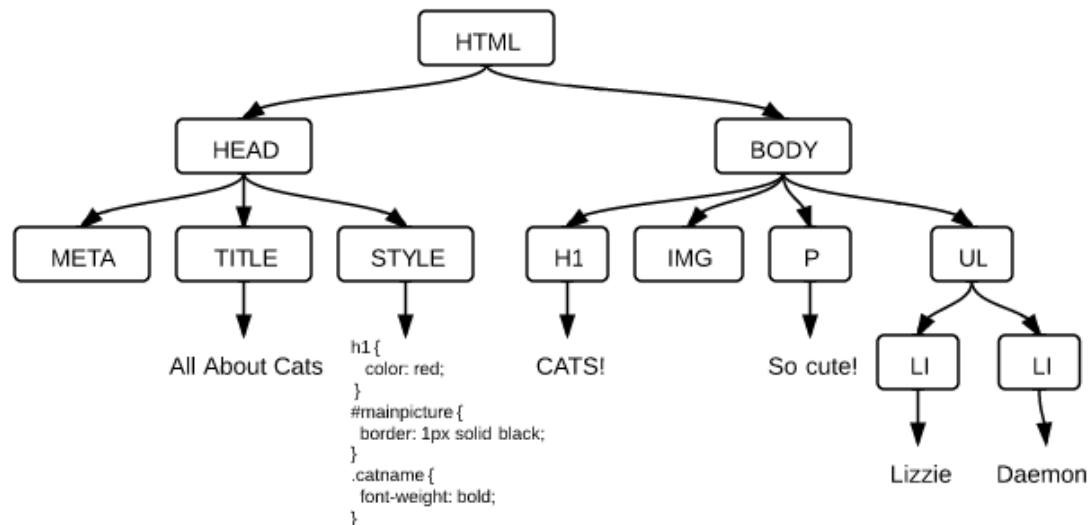 HTML
HEAD
BODY
META
TITLE
STYLE
H1
IMG
P
UL
All About Cats
h1 {
color: red;
}
#mainpicture {
border: 1px solid black;
}
.catname {
font-weight: bold;
}
CATS!
So cute!
LI
LI
Lizzie
Daemon